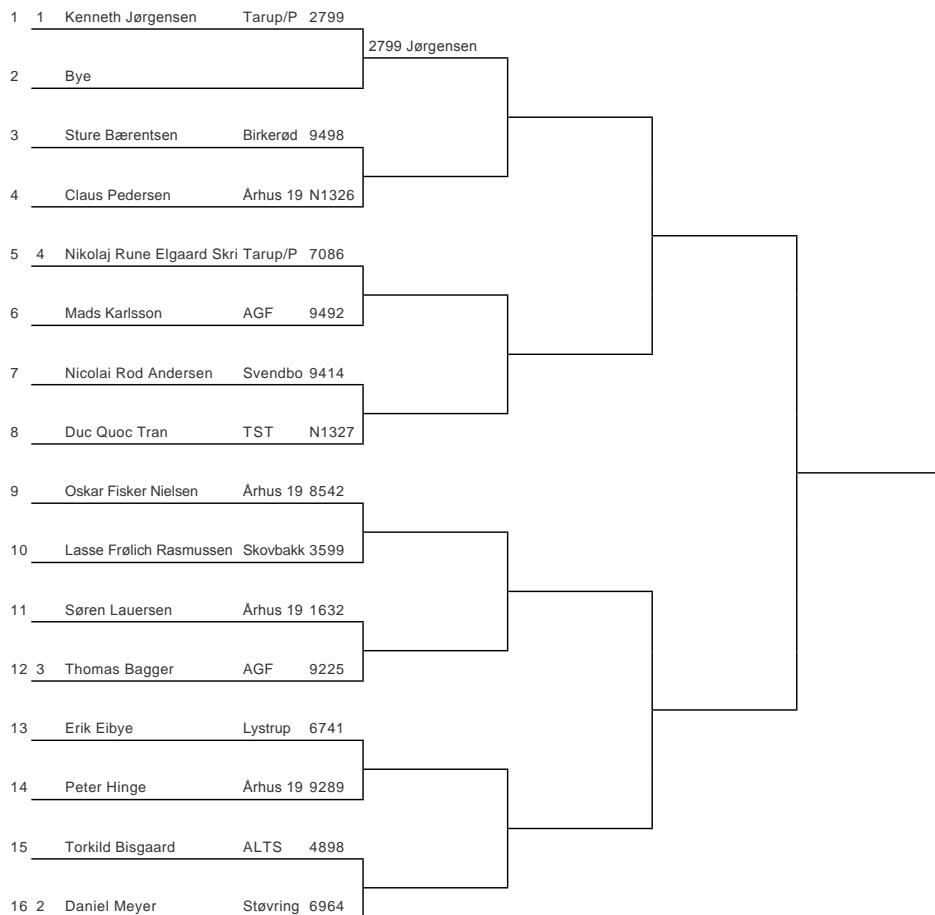 1 1 Kenneth Jørgensen Tarup/P 2799
2799 Jørgensen
2 Bye
3 Sture Bærentsen Birkerød 9498
4 Claus Pedersen Århus 19 N1326
5 4 Nikolaj Rune Elgaard Skri Tarup/P 7086
6 Mads Karlsson AGF 9492
7 Nicolai Rod Andersen Svendbo 9414
8 Duc Quoc Tran TST N1327
9 Oskar Fisker Nielsen Århus 19 8542
10 Lasse Frølich Rasmussen Skovbakk 3599
11 Søren Lauersen Århus 19 1632
12 3 Thomas Bagger AGF 9225
13 Erik Eibye Lystrup 6741
14 Peter Hinge Århus 19 9289
15 Torkild Bisgaard ALTS 4898
16 2 Daniel Meyer Støvring 6964